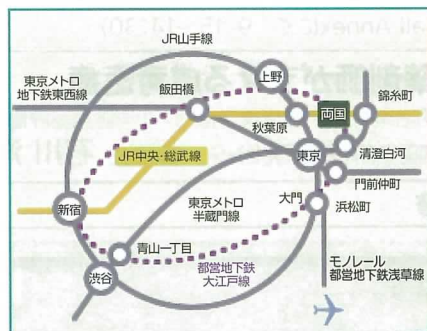 all Annex に
JR山手線
上野
東京メトロ
地下鉄東西線
飯田橋
錦糸町
秋葉原
両国
JR中央・総武線
東京
清澄白河
門前仲町
東京メトロ
半蔵門線
大門
浜松町
新宿
青山一丁目
渋谷
都営地下鉄
大江戸線
モノレール
都営地下鉄浅草線